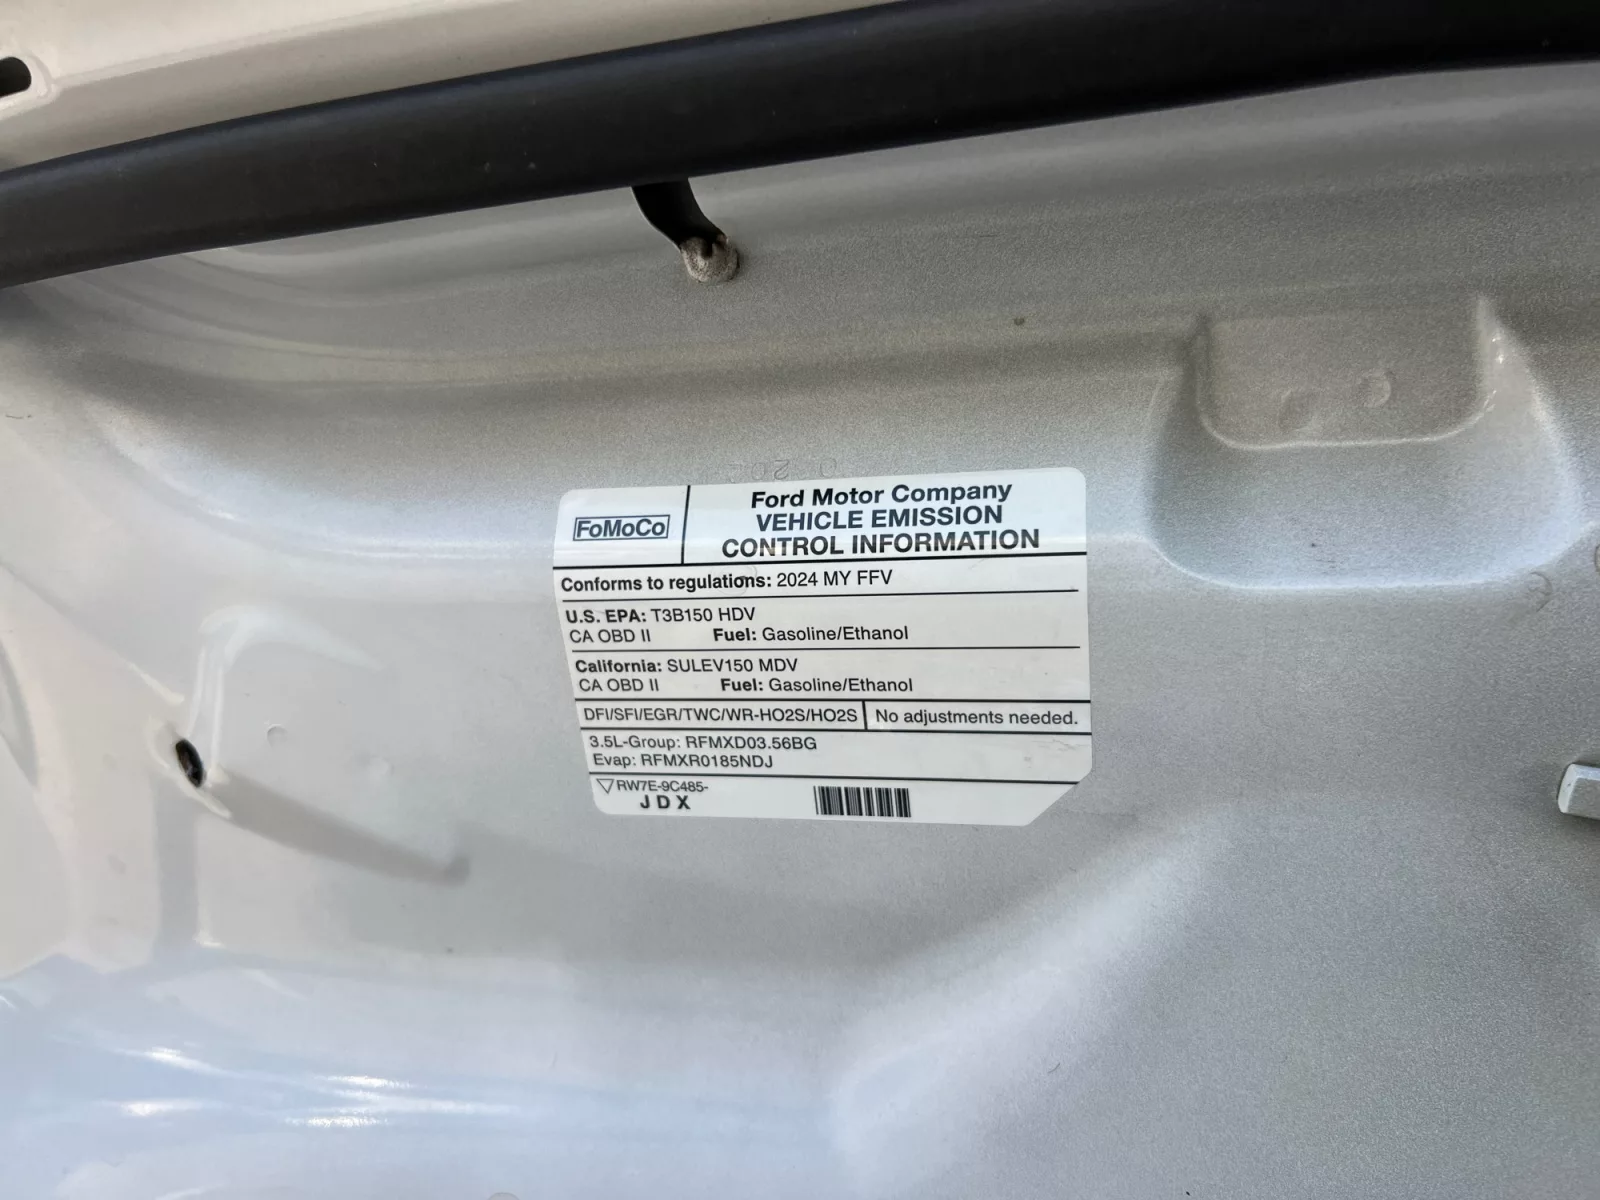 FoMoCo
Ford Motor Company
VEHICLE EMISSION
CONTROL INFORMATION
Conforms to regulations: 2024 MY FFV
U.S. EPA: T3B150 HDV
CA OBD II Fuel: Gasoline/Ethanol
California: SULEV150 MDV
CA OBD II Fuel: Gasoline/Ethanol
DFI/SFI/EGR/TWC/WR-HO2S/HO2S No adjustments needed.
3.5L-Group: RFMXD03.56BG
Evap: RFMXR0185NDJ
RW7E-9C485-
JDX